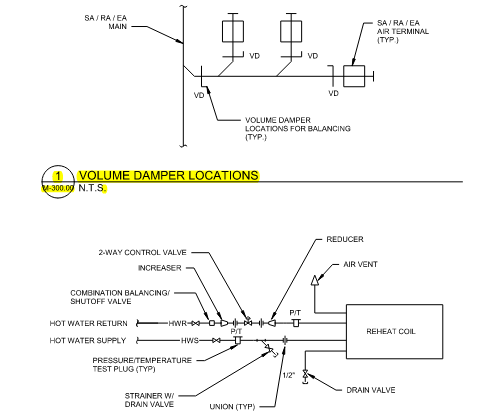 SA / RA / EA
MAIN
SA / RA / EA
AIR TERMINAL
(TYP.)
VD
VD
VD
VD
VOLUME DAMPER
LOCATIONS FOR BALANCING
(TYP.)
1
VOLUME DAMPER LOCATIONS
M-300.00
N.T.S.
REDUCER
2-WAY CONTROL VALVE
AIR VENT
INCREASER
COMBINATION BALANCING/
SHUTOFF VALVE
P/T
HOT WATER RETURN
HWR
REHEAT COIL
P/T
HOT WATER SUPPLY
HWS
PRESSURE/TEMPERATURE
TEST PLUG (TYP)
1/2"
STRAINER W/
DRAIN VALVE
DRAIN VALVE
UNION (TYP)